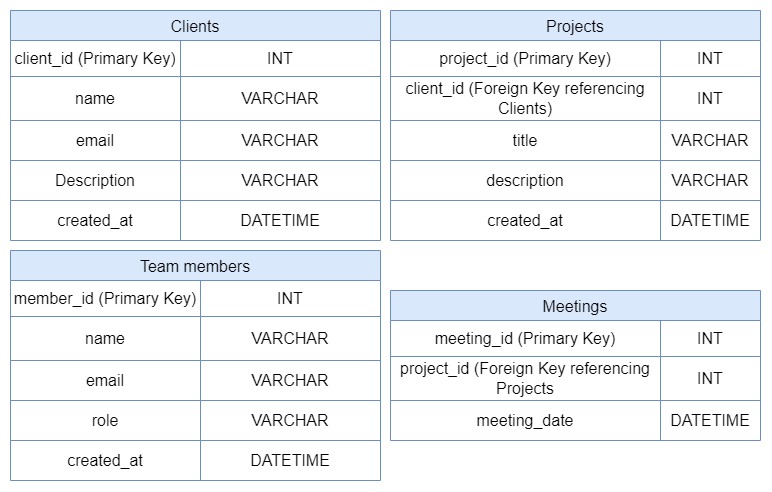 Clients
client_id (Primary Key) INT
name VARCHAR
email VARCHAR
Description VARCHAR
created_at DATETIME
Projects
project_id (Primary Key) INT
client_id (Foreign Key referencing
Clients) INT
title VARCHAR
description VARCHAR
created_at DATETIME
Team members
member_id (Primary Key) INT
name VARCHAR
email VARCHAR
role VARCHAR
created_at DATETIME
Meetings
meeting_id (Primary Key) INT
project_id (Foreign Key referencing
Projects INT
meeting_date DATETIME